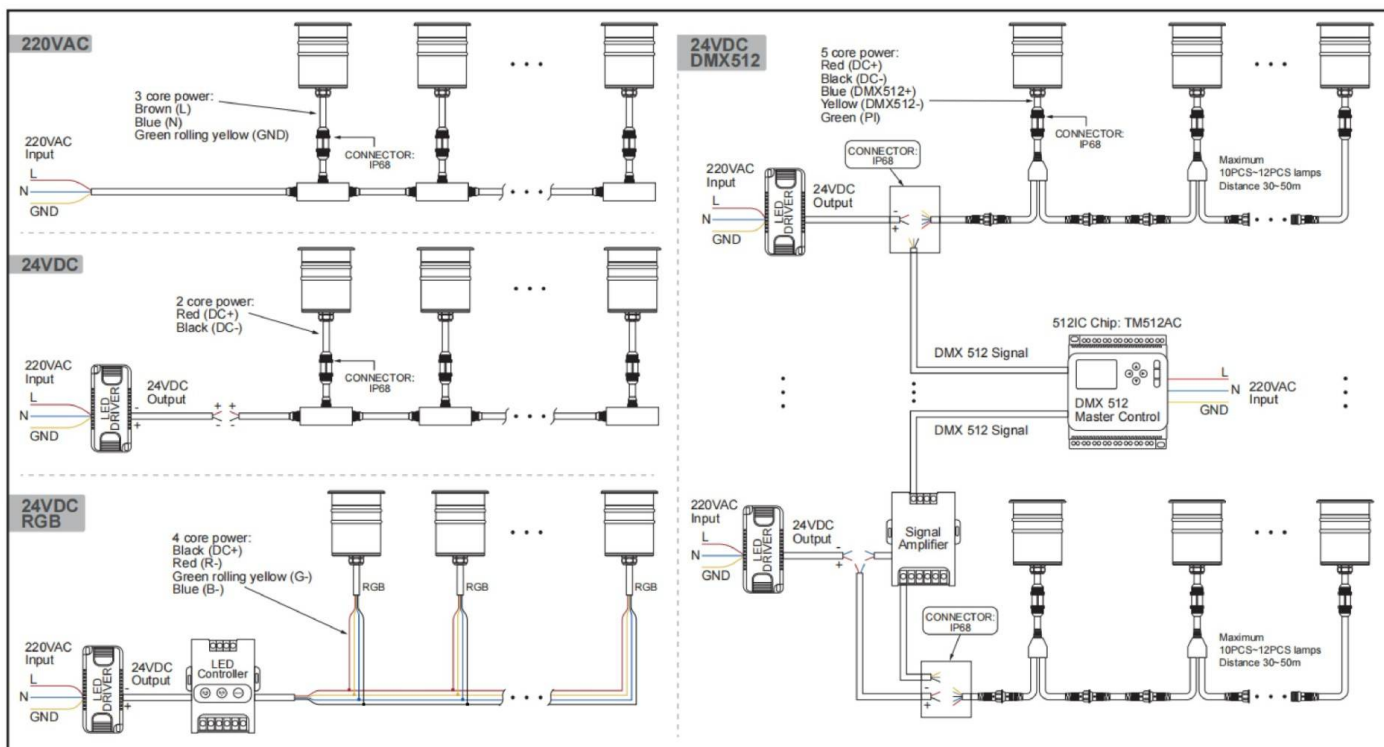 220VAC
3 core power:
Brown (L)
Blue (N)
Green rolling yellow (GND)
220VAC
Input
L
N
GND
CONNECTOR:
IP68
24VDC
2 core power:
Red (DC+)
Black (DC-)
220VAC
Input
L
N
GND
LED
DRIVER
24VDC
Output
-
+
+ +
- -
CONNECTOR:
IP68
24VDC
RGB
4 core power:
Black (DC+)
Red (R-)
Green rolling yellow (G-)
Blue (B-)
RGB
RGB
RGB
220VAC
Input
L
N
GND
LED
DRIVER
24VDC
Output
-
+
LED
Controller
24VDC
DMX512
5 core power:
Red (DC+)
Black (DC-)
Blue (DMX512+)
Yellow (DMX512-)
Green (PI)
CONNECTOR:
IP68
CONNECTOR:
IP68
Maximum
10PCS~12PCS lamps
Distance 30~50m
220VAC
Input
L
N
GND
LED
DRIVER
24VDC
Output
-
+
512IC Chip: TM512AC
DMX 512 Signal
DMX 512
Master Control
L
N
GND
220VAC
Input
DMX 512 Signal
220VAC
Input
L
N
GND
LED
DRIVER
24VDC
Output
-
+
Signal
Amplifier
CONNECTOR:
IP68
-
+
Maximum
10PCS~12PCS lamps
Distance 30~50m